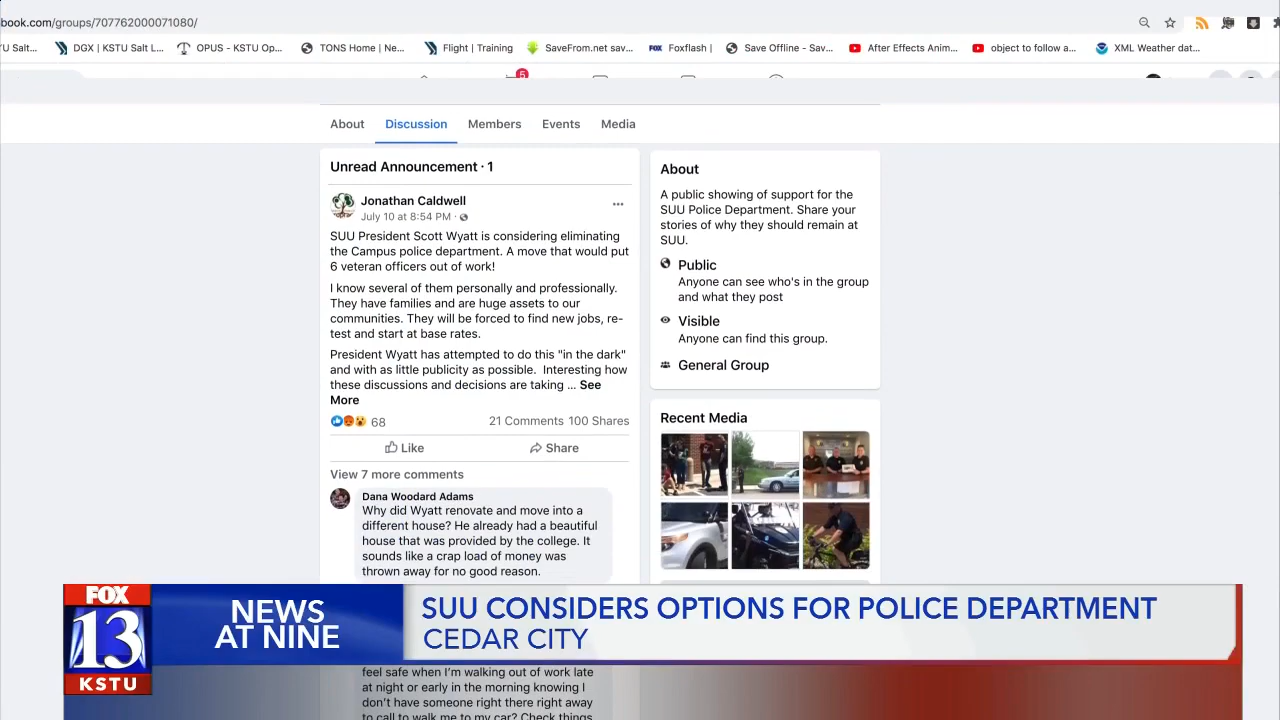 book.com/groups/707762000071080/
U Salt...
DGX | KSTU Salt L...
OPUS - KSTU Op...
TONS Home | Ne...
Flight | Training
SaveFrom.net sav...
FOX
Foxflash |
Save Offline - Sav...
After Effects Anim...
object to follow a...
XML Weather dat...
5
About
Discussion
Members
Events
Media
Unread Announcement · 1
Jonathan Caldwell
July 10 at 8:54 PM ·
SUU President Scott Wyatt is considering eliminating
the Campus police department. A move that would put
6 veteran officers out of work!
I know several of them personally and professionally.
They have families and are huge assets to our
communities. They will be forced to find new jobs, re-
test and start at base rates.
President Wyatt has attempted to do this "in the dark"
and with as little publicity as possible. Interesting how
these discussions and decisions are taking ... See
More
68
21 Comments 100 Shares
Like
Share
View 7 more comments
Dana Woodard Adams
Why did Wyatt renovate and move into a
different house? He already had a beautiful
house that was provided by the college. It
sounds like a crap load of money was
thrown away for no good reason.
About
A public showing of support for the
SUU Police Department. Share your
stories of why they should remain at
SUU.
Public
Anyone can see who's in the group
and what they post
Visible
Anyone can find this group.
General Group
Recent Media
FOX
13
KSTU
NEWS
AT NINE
SUU CONSIDERS OPTIONS FOR POLICE DEPARTMENT
CEDAR CITY
feel safe when I'm walking out of work late
at night or early in the morning knowing I
don't have someone right there right away
to call to walk me to my car? Check things